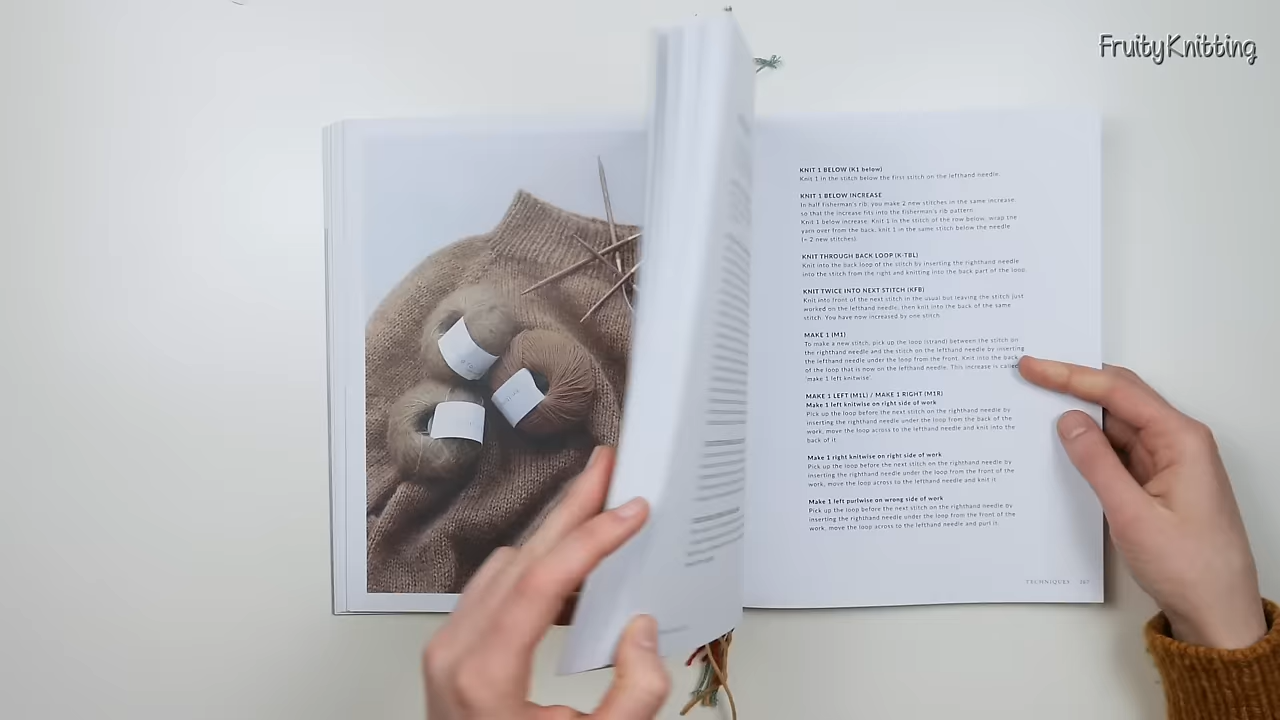 FruityKnitting
KNIT 1 BELOW (K1 below)
Knit 1 in the stitch below the first stitch on the lefthand needle.
KNIT 1 BELOW INCREASE
In half fisherman's rib, you make 2 new stitches in the same increase,
so that the increase fits into the fisherman's rib pattern.
Knit 1 below increase: Knit 1 in the stitch of the row below, wrap the
yarn over from the back, knit 1 in the same stitch below the needle
(= 2 new stitches).
KNIT THROUGH BACK LOOP (K-TBL)
Knit into the back loop of the stitch by inserting the righthand needle
into the stitch from the right and knitting into the back part of the loop.
KNIT TWICE INTO NEXT STITCH (KFB)
Knit into front of the next stitch in the usual but leaving the stitch just
worked on the lefthand needle, then knit into the back of the same
stitch. You have now increased by one stitch.
MAKE 1 (M1)
To make a new stitch, pick up the loop (strand) between the stitch on
the righthand needle and the stitch on the lefthand needle by inserting
the lefthand needle under the loop from the front. Knit into the back
of the loop that is now on the lefthand needle. This increase is called
'make 1 left knitwise'.
MAKE 1 LEFT (M1L) / MAKE 1 RIGHT (M1R)
Make 1 left knitwise on right side of work
Pick up the loop before the next stitch on the righthand needle by
inserting the righthand needle under the loop from the back of the
work, move the loop across to the lefthand needle and knit into the
back of it.
Make 1 right knitwise on right side of work
Pick up the loop before the next stitch on the righthand needle by
inserting the righthand needle under the loop from the front of the
work, move the loop across to the lefthand needle and knit it.
Make 1 left purlwise on wrong side of work
Pick up the loop before the next stitch on the righthand needle by
inserting the righthand needle under the loop from the front of the
work, move the loop across to the lefthand needle and purl it.
TECHNIQUES